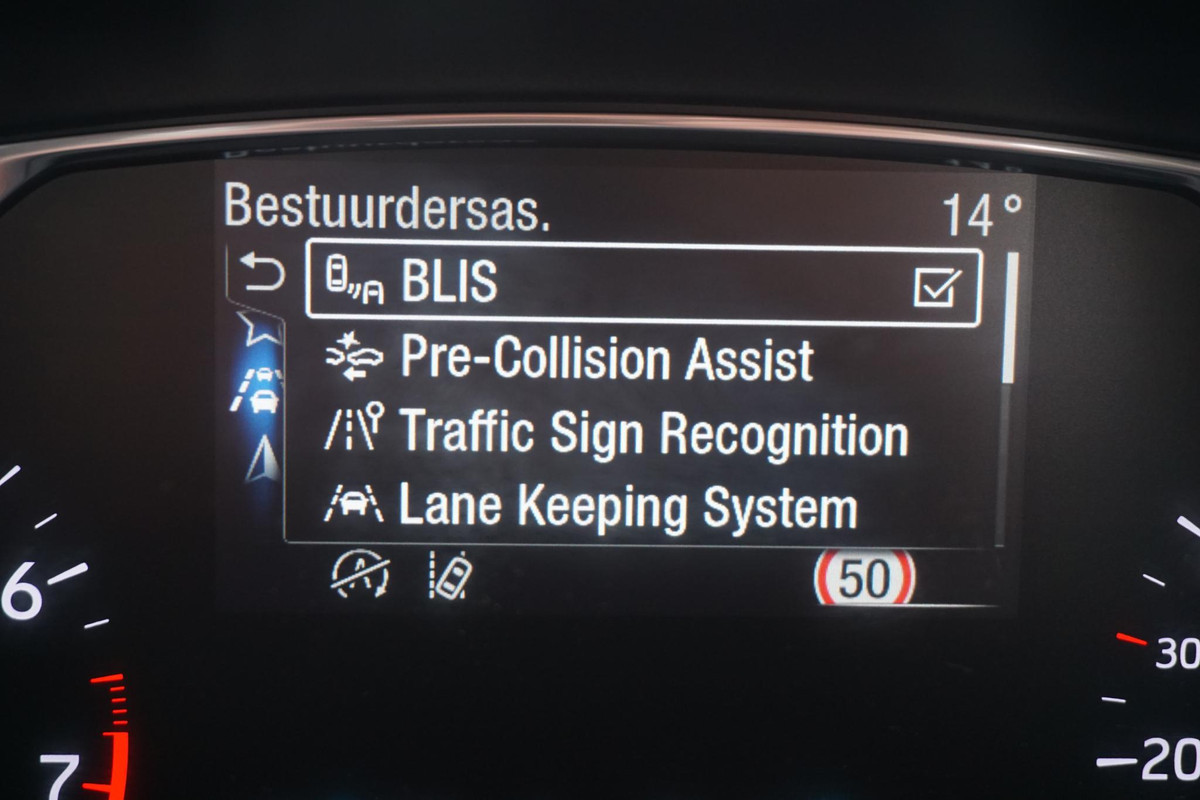 Bestuurdersas. 14°
BLIS
Pre-Collision Assist
Traffic Sign Recognition
Lane Keeping System
50
6
30
7
20